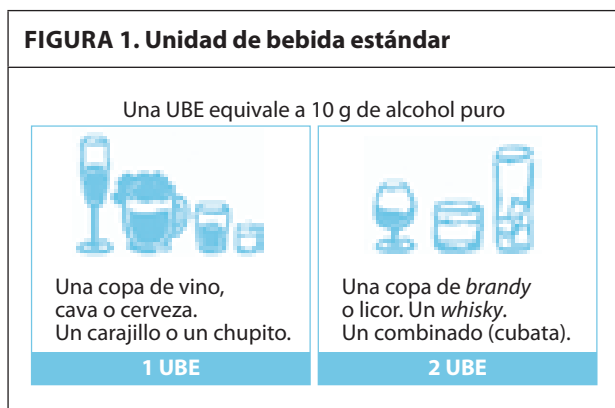 FIGURA 1. Unidad de bebida estándar
Una UBE equivale a 10 g de alcohol puro
Una copa de vino,
cava o cerveza.
Un carajillo o un chupito.
1 UBE
Una copa de brandy
o licor. Un whisky.
Un combinado (cubata).
2 UBE